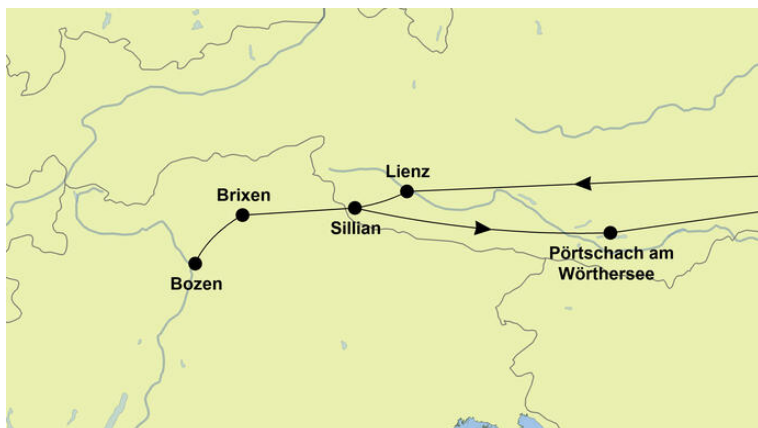 Lienz
Brixen
Sillian
Pörtschach am
Wörthersee
Bozen